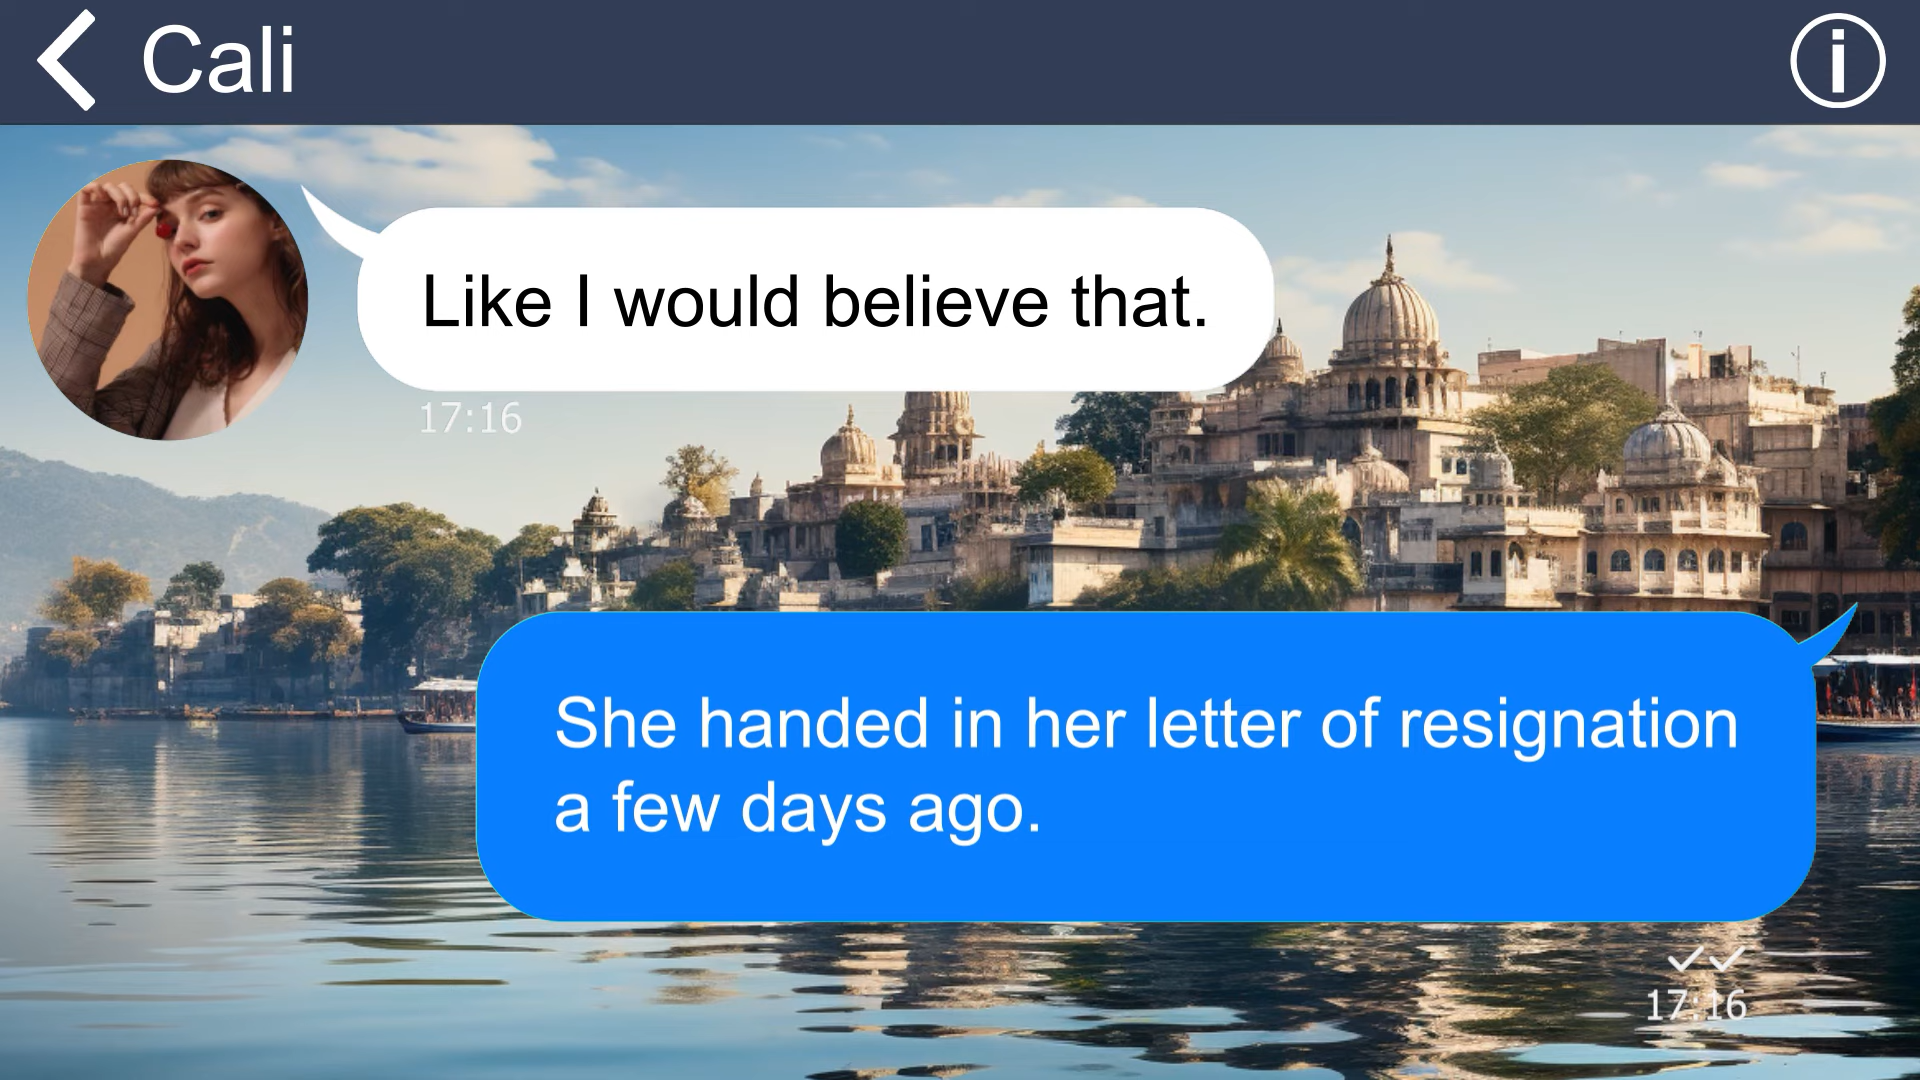 Cali
Like I would believe that.
17:16
She handed in her letter of resignation
a few days ago.
17:16